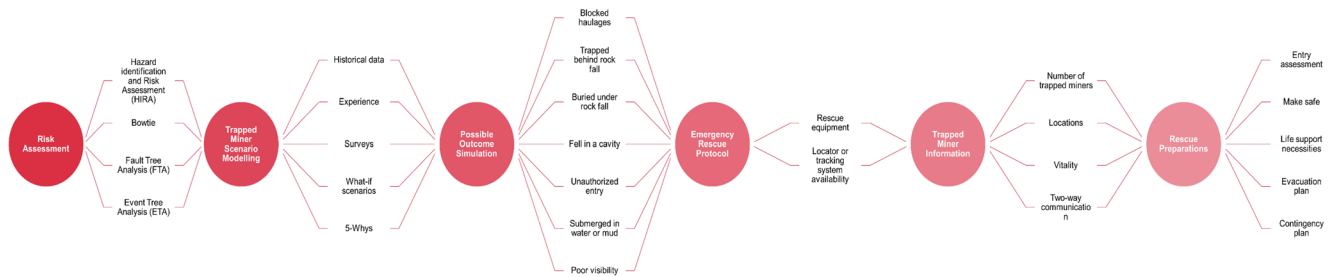 Risk
Assessment
Hazard
identification
and Risk
Assessment
(HIRA)
Bowtie
Fault Tree
Analysis (FTA)
Event Tree
Analysis (ETA)
Trapped
Miner
Scenario
Modelling
Historical data
Experience
Surveys
What-if
scenarios
5-Whys
Possible
Outcome
Simulation
Blocked
haulages
Trapped
behind rock
fall
Buried under
rock fall
Fell in a cavity
Unauthorized
entry
Submerged in
water or mud
Poor visibility
Emergency
Rescue
Protocol
Rescue
equipment
Locator or
tracking
system
availability
Trapped
Miner
Information
Number of
trapped miners
Locations
Vitality
Two-way
communicatio
n
Rescue
Preparations
Entry
assessment
Make safe
Life support
necessities
Evacuation
plan
Contingency
plan